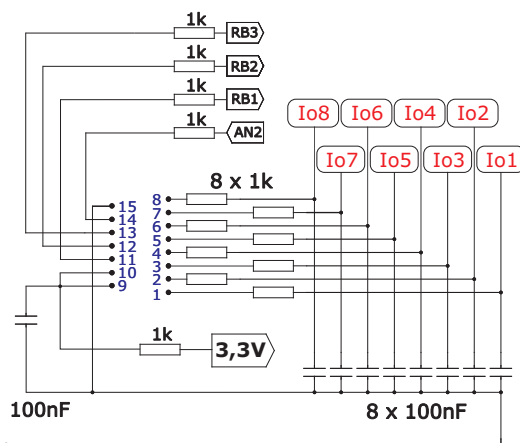 1k
RB3
1k
RB2
1k
RB1
1k
AN2
Io8 Io6 Io4 Io2
Io7 Io5 Io3 Io1
8 x 1k
15
14
13
12
11
10
9
8
7
6
5
4
3
2
1
1k
3,3V
100nF
8 x 100nF